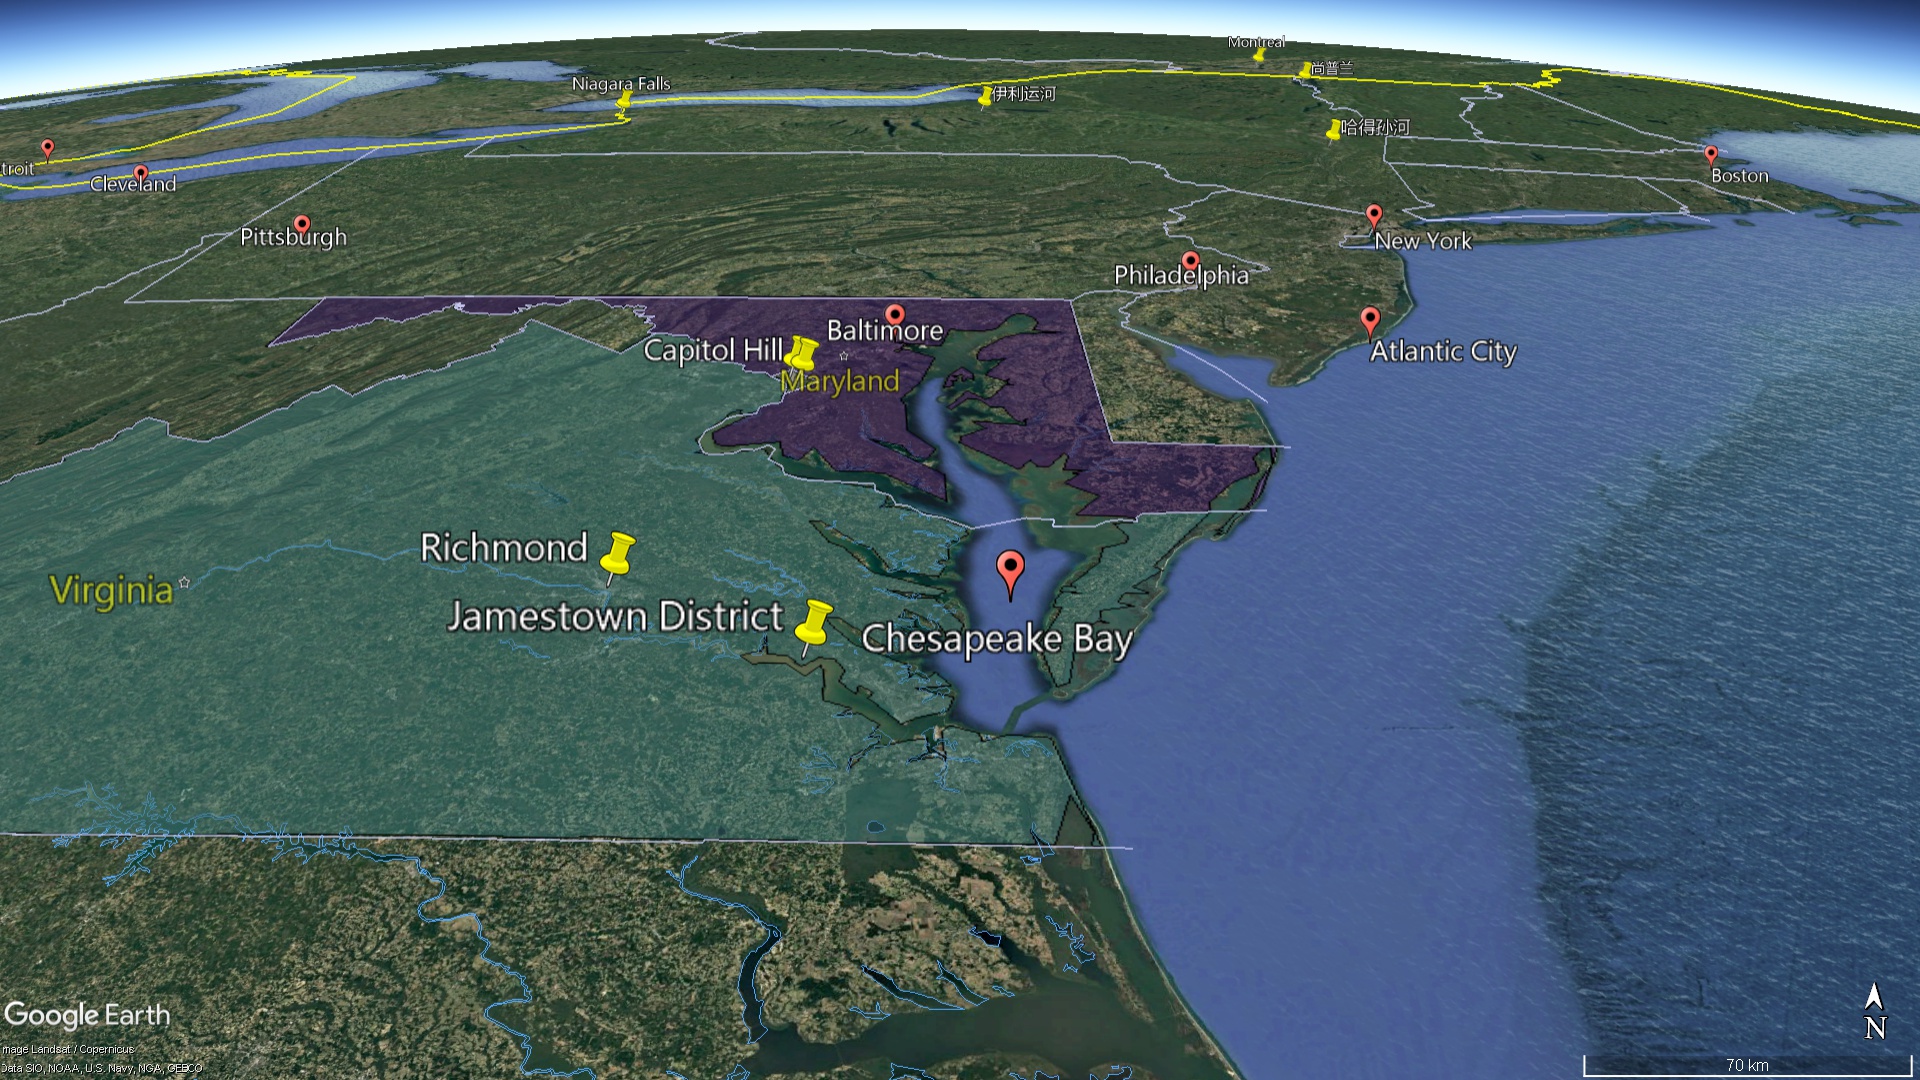 Montreal
尚普兰
Niagara Falls
伊利运河
哈得孙河
troit
Cleveland
Boston
Pittsburgh
New York
Philadelphia
Baltimore
Capitol Hill
Atlantic City
Maryland
Richmond
Virginia
Jamestown District
Chesapeake Bay
Google Earth
N
mage Landsat / Copernicus
Data SIO, NOAA, U.S. Navy, NGA, GEBCO
70 km